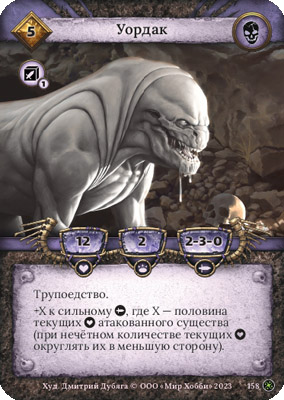 5
Уордак
1
12
2
2-3-0
Трупоедство.
+X к сильному , где X — половина
текущих атакованного существа
(при нечётном количестве текущих
округлять их в меньшую сторону).
Худ. Дмитрий Дубяга © ООО «Мир Хобби» 2023
158